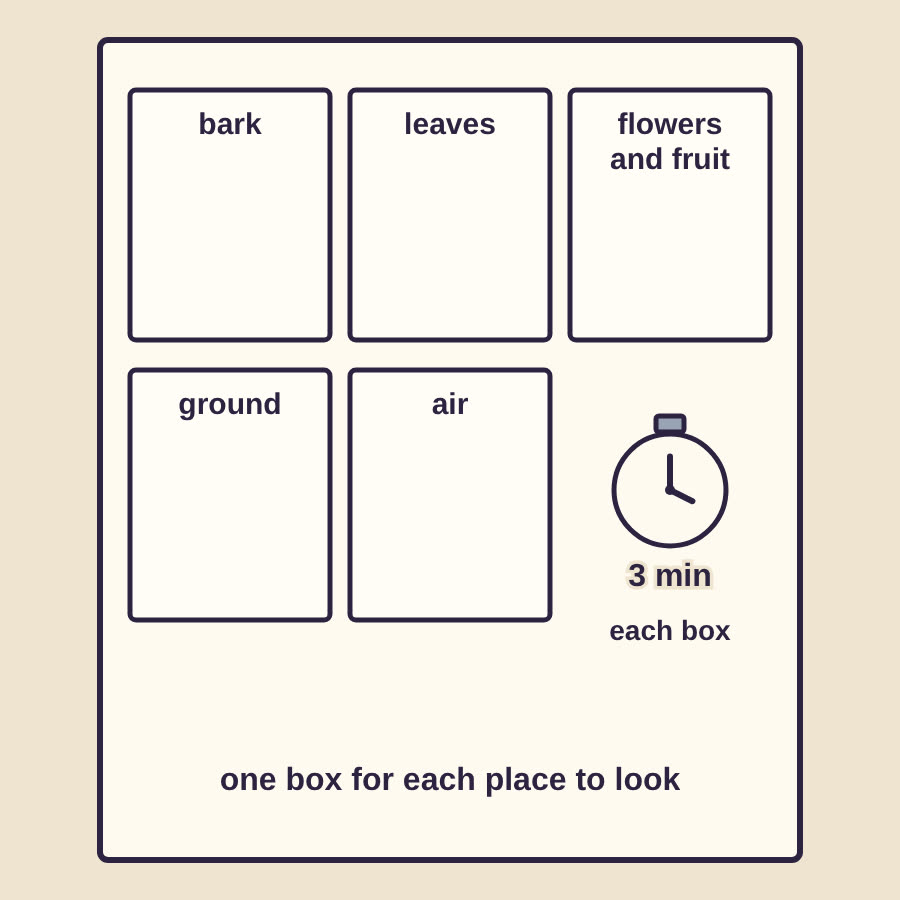 bark
leaves
flowers
and fruit
ground
air
3 min
each box
one box for each place to look